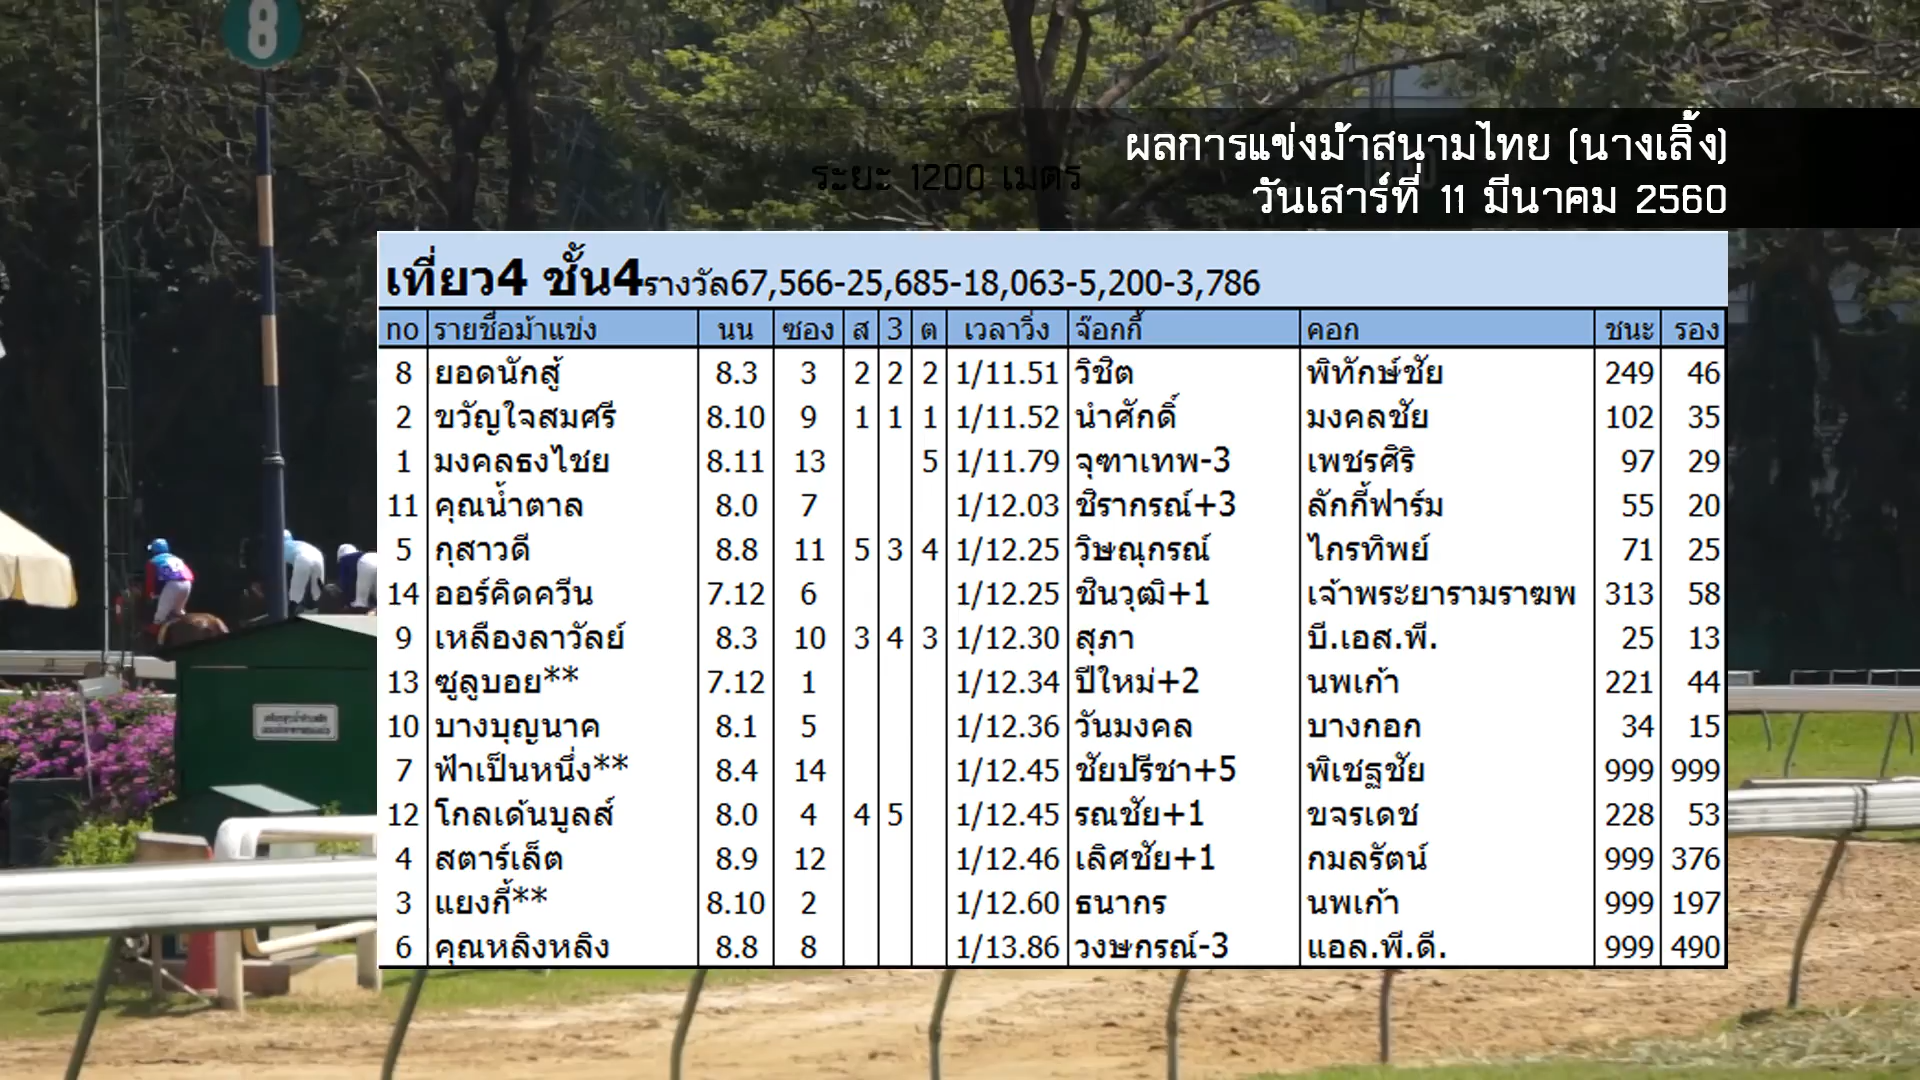 8
ผลการแข่งม้าสนามไทย (นางเลิ้ง)
ระยะ 1200 เมตร
วันเสาร์ที่ 11 มีนาคม 2560
เที่ยว4 ชั้น4รางวัล67,566-25,685-18,063-5,200-3,786
no รายชื่อม้าแข่ง นน ซอง ส 3 ต เวลาวิ่ง จ๊อกกี้ คอก ชนะ รอง
8 ยอดนักสู้ 8.3 3 2 2 2 1/11.51 วิชิต พิทักษ์ชัย 249 46
2 ขวัญใจสมศรี 8.10 9 1 1 1 1/11.52 นำศักดิ์ มงคลชัย 102 35
1 มงคลธงไชย 8.11 13 5 1/11.79 จุฑาเทพ-3 เพชรศิริ 97 29
11 คุณน้ำตาล 8.0 7 1/12.03 ชิรากรณ์+3 ลักกี้ฟาร์ม 55 20
5 กุสาวดี 8.8 11 5 3 4 1/12.25 วิษณุกรณ์ ไกรทิพย์ 71 25
14 ออร์คิดควีน 7.12 6 1/12.25 ชินวุฒิ+1 เจ้าพระยารามราฆพ 313 58
9 เหลืองลาวัลย์ 8.3 10 3 4 3 1/12.30 สุภา บี.เอส.พี. 25 13
13 ซูลูบอย** 7.12 1 1/12.34 ปีใหม่+2 นพเก้า 221 44
10 บางบุญนาค 8.1 5 1/12.36 วันมงคล บางกอก 34 15
7 ฟ้าเป็นหนึ่ง** 8.4 14 1/12.45 ชัยปรีชา+5 พิเชฐชัย 999 999
12 โกลเด้นบูลส์ 8.0 4 4 5 1/12.45 รณชัย+1 ขจรเดช 228 53
4 สตาร์เล็ต 8.9 12 1/12.46 เลิศชัย+1 กมลรัตน์ 999 376
3 แยงกี้** 8.10 2 1/12.60 ธนากร นพเก้า 999 197
6 คุณหลิงหลิง 8.8 8 1/13.86 วงษกรณ์-3 แอล.พี.ดี. 999 490